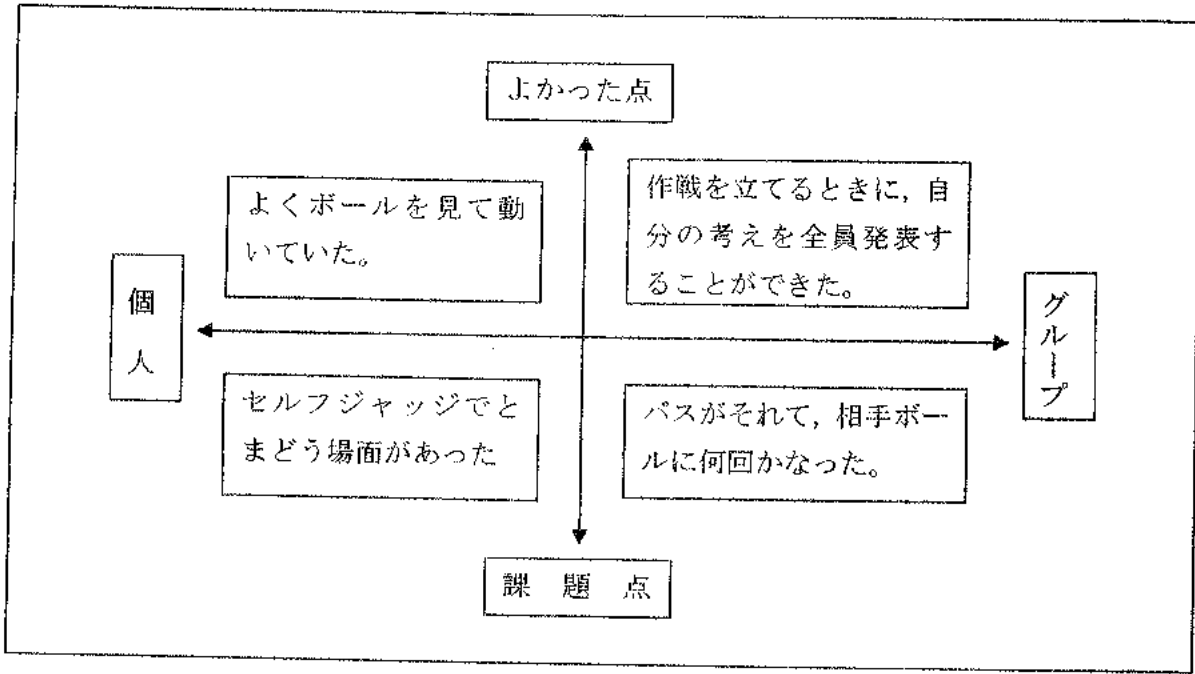 よかった点
よくボールを見て動
いていた。
作戦を立てるときに，自
分の考えを全員発表す
ることができた。
個人
グループ
セルフジャッジでと
まどう場面があった
パスがそれて，相手ボー
ルに何回かなった。
課題点